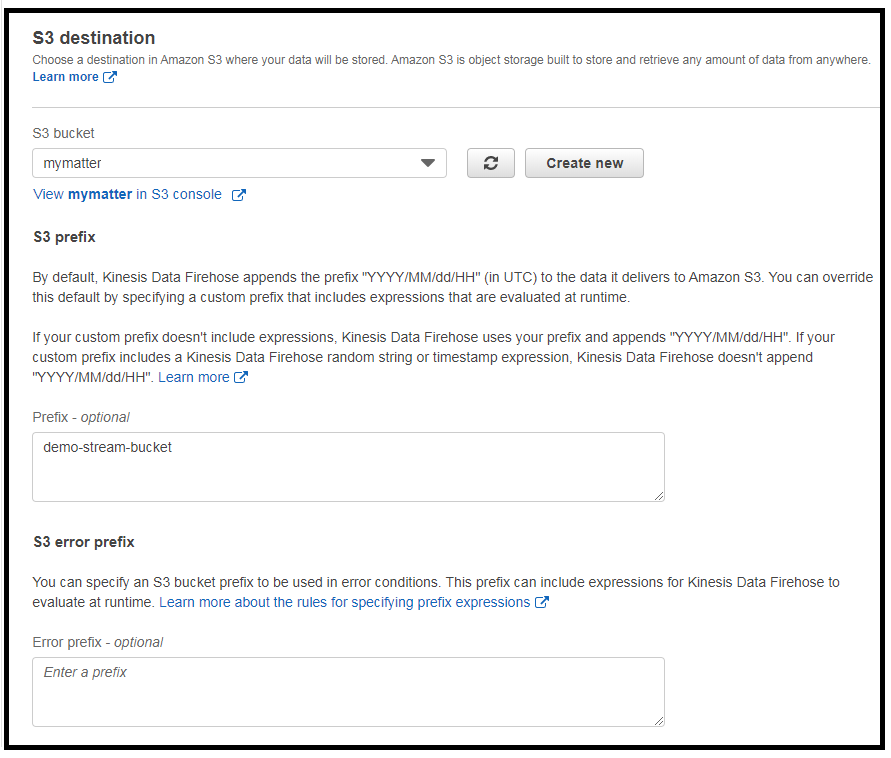 S3 destination
Choose a destination in Amazon S3 where your data will be stored. Amazon S3 is object storage built to store and retrieve any amount of data from anywhere.
Learn more
S3 bucket
mymatter
Create new
View mymatter in S3 console
S3 prefix
By default, Kinesis Data Firehose appends the prefix "YYYY/MM/dd/HH" (in UTC) to the data it delivers to Amazon S3. You can override
this default by specifying a custom prefix that includes expressions that are evaluated at runtime.
If your custom prefix doesn't include expressions, Kinesis Data Firehose uses your prefix and appends "YYYY/MM/dd/HH". If your
custom prefix includes a Kinesis Data Firehose random string or timestamp expression, Kinesis Data Firehose doesn't append
"YYYY/MM/dd/HH". Learn more
Prefix - optional
demo-stream-bucket
S3 error prefix
You can specify an S3 bucket prefix to be used in error conditions. This prefix can include expressions for Kinesis Data Firehose to
evaluate at runtime. Learn more about the rules for specifying prefix expressions
Error prefix - optional
Enter a prefix